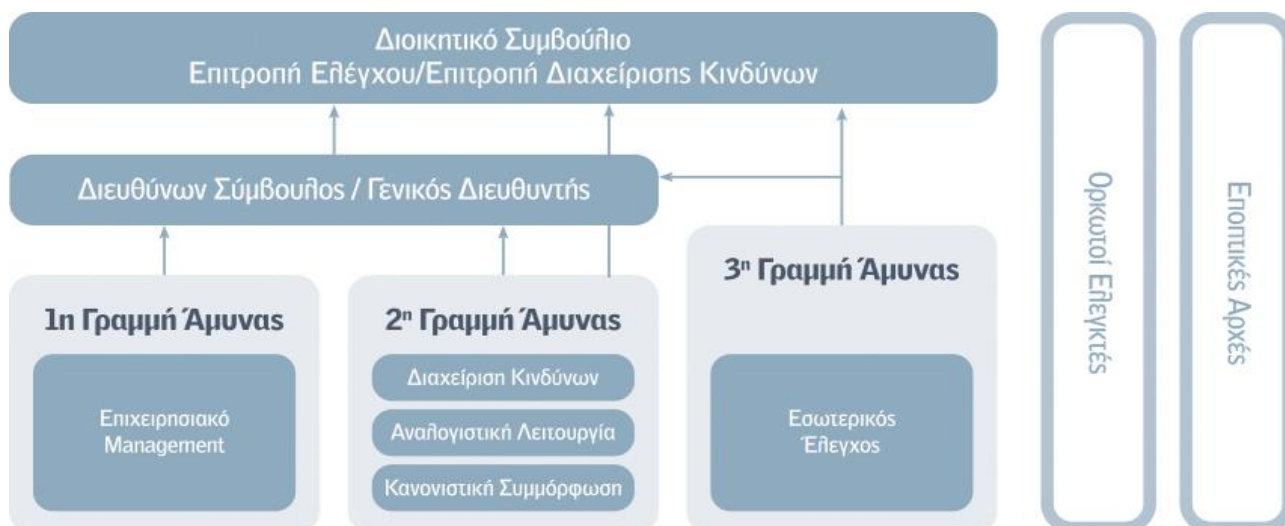 Διοικητικό Συμβούλιο
Επιτροπή Ελέγχου/Επιτροπή Διαχείρισης Κινδύνων
Διευθύνων Σύμβουλος / Γενικός Διευθυντής
1η Γραμμή Άμυνας
Επιχειρησιακό
Management
2η Γραμμή Άμυνας
Διαχείριση Κινδύνων
Αναλογιστική Λειτουργία
Κανονιστική Συμμόρφωση
3η Γραμμή Άμυνας
Εσωτερικός
Έλεγχος
Ορκωτοί Ελεγκτές
Εποπτικές Αρχές